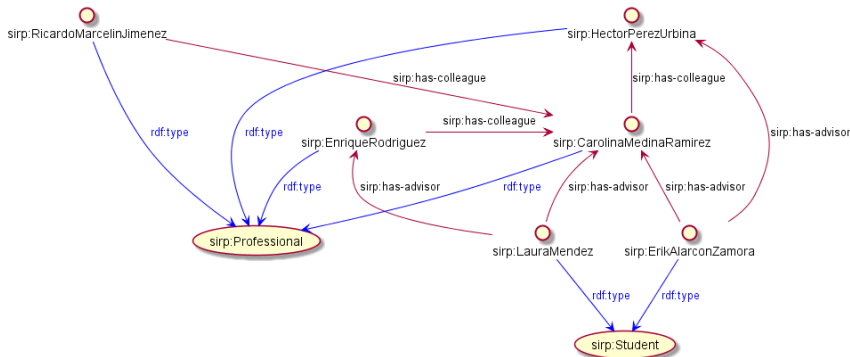 sirp:RicardoMarcelinJimenez
sirp:HectorPerezUrbina
sirp:has-colleague
sirp:has-colleague
sirp:has-colleague
rdf:type
rdf:type
sirp:has-advisor
sirp:EnriqueRodriguez
sirp:CarolinaMedinaRamirez
rdf:type
rdf:type
sirp:has-advisor
sirp:has-advisor
sirp:has-advisor
sirp:Professional
sirp:LauraMendez
sirp:ErikAlarconZamora
rdf:type
rdf:type
sirp:Student